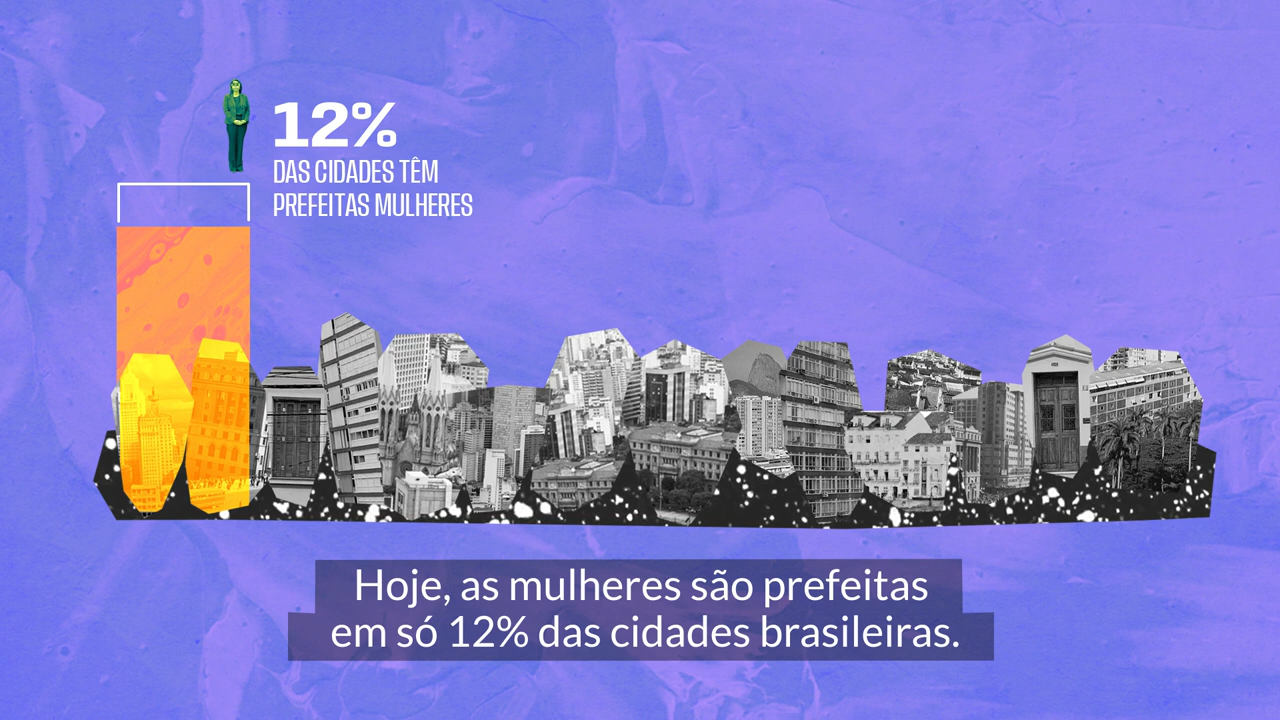 12%
DAS CIDADES TÊM
PREFEITAS MULHERES
Hoje, as mulheres são prefeitas
em só 12% das cidades brasileiras.